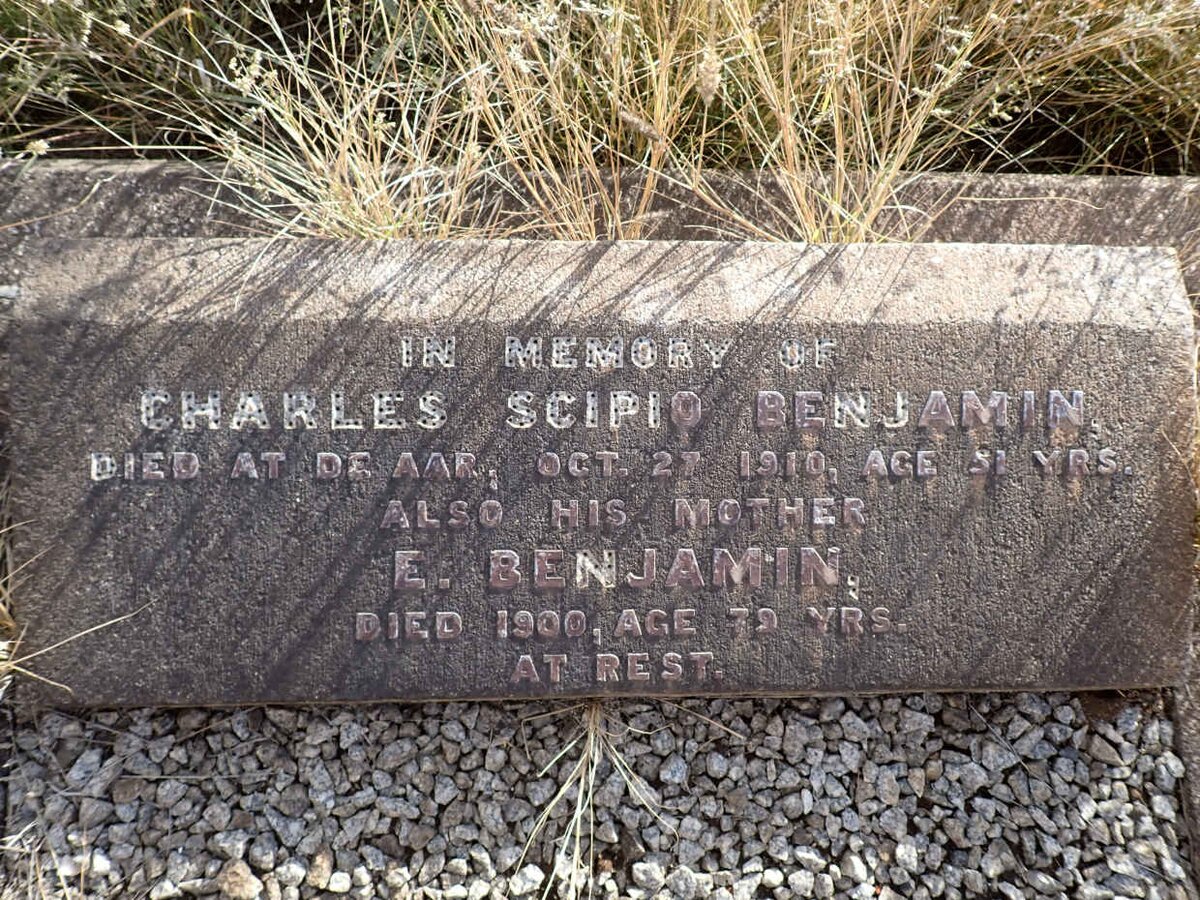 IN MEMORY OF
CHARLES SCIPIO BENJAMIN.
DIED AT DE AAR, OCT. 27 1910, AGE 51 YRS.
ALSO HIS MOTHER
E. BENJAMIN,
DIED 1900, AGE 79 YRS.
AT REST.